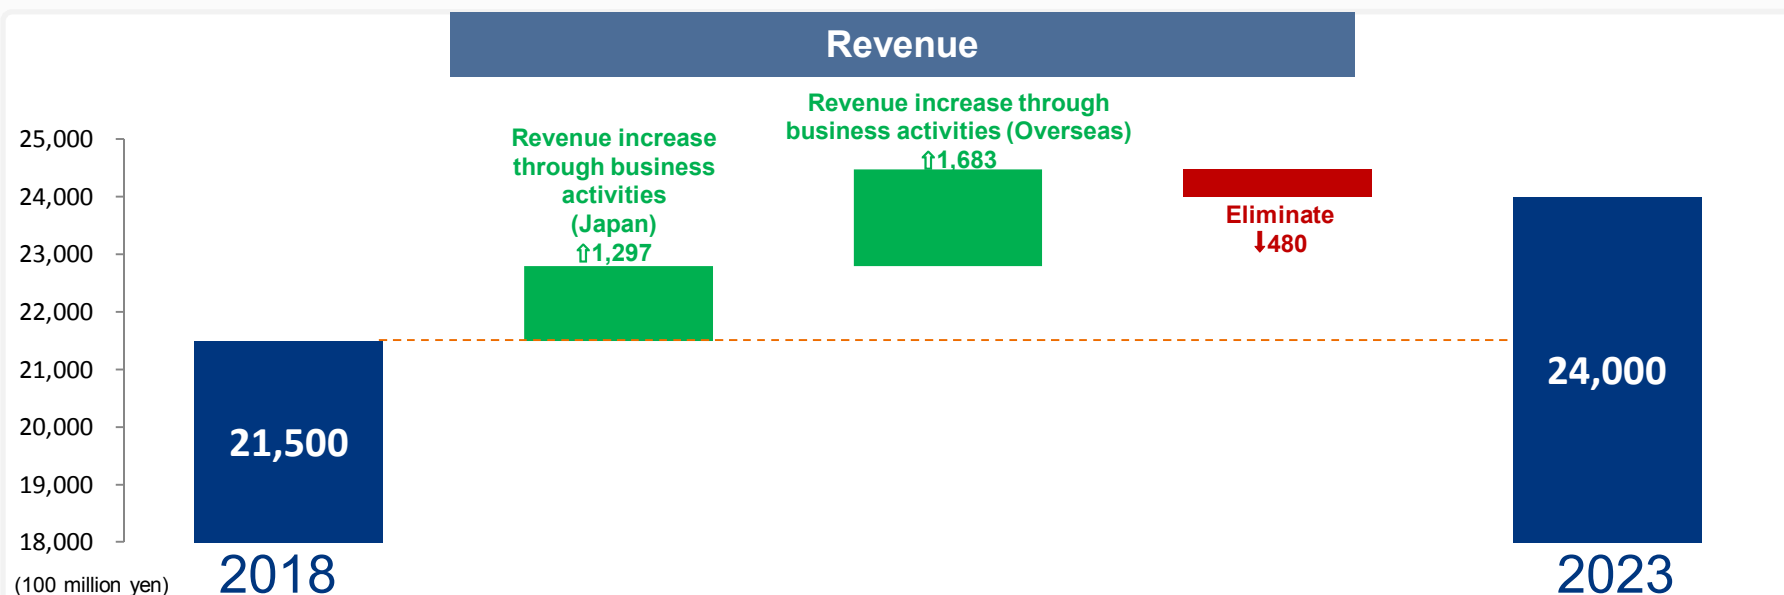 Revenue
25,000
24,000
23,000
22,000
21,000
20,000
19,000
18,000
(100 million yen)
21,500
2018
Revenue increase
through business
activities
(Japan)
⇧1,297
Revenue increase through
business activities (Overseas)
⇧1,683
Eliminate
⬇480
24,000
2023